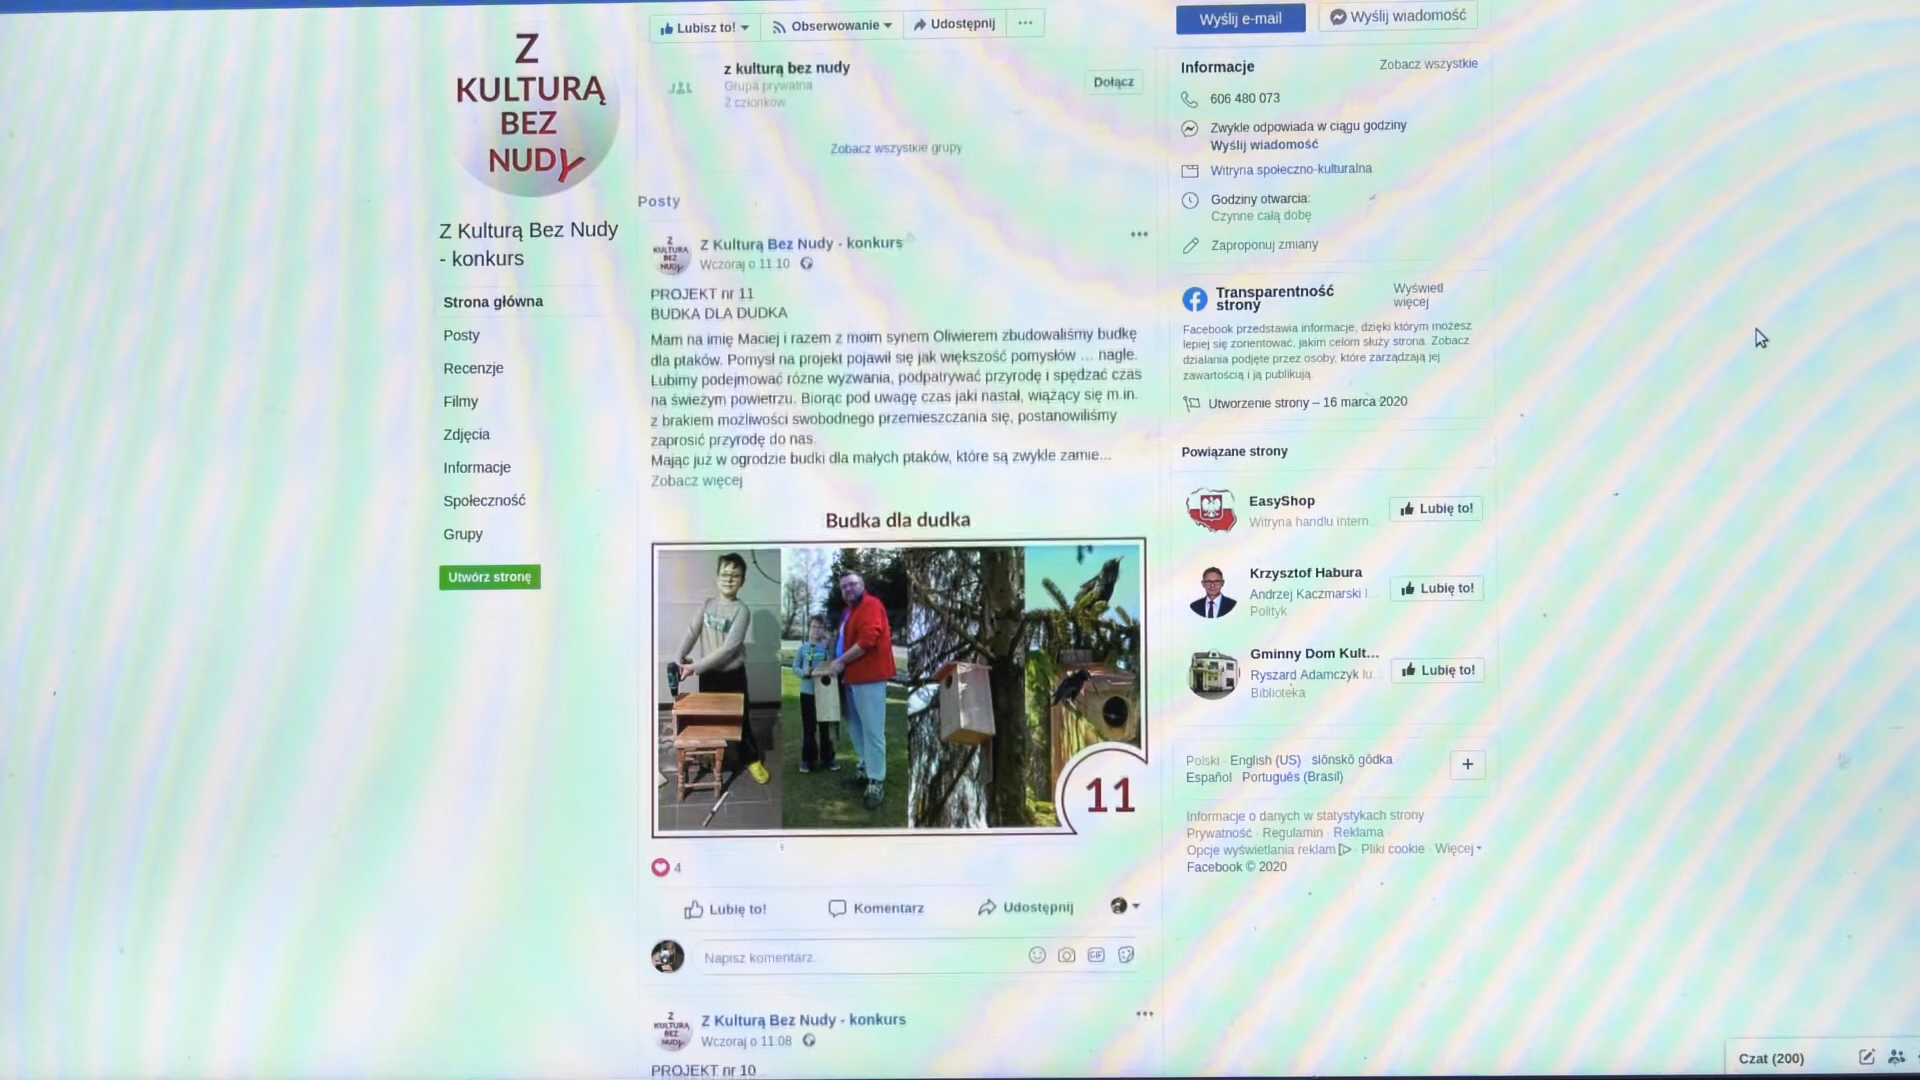 Z
KULTURĄ
BEZ
NUDY
Z Kulturą Bez Nudy
- konkurs
Strona główna
Posty
Recenzje
Filmy
Zdjęcia
Informacje
Społeczność
Grupy
Utwórz stronę
Lubisz to!
Obserwowanie
Udostępnij
z kulturą bez nudy
Grupa prywatna
2 członków
Dołącz
Zobacz wszystkie grupy
Posty
Z KULTURĄ BEZ NUDY
Z Kulturą Bez Nudy - konkurs
Wczoraj o 11:10
PROJEKT nr 11
BUDKA DLA DUDKA
Mam na imię Maciej i razem z moim synem Oliwierem zbudowaliśmy budkę
dla ptaków. Pomysł na projekt pojawił się jak większość pomysłów ... nagle.
Lubimy podejmować różne wyzwania, podpatrywać przyrodę i spędzać czas
na świeżym powietrzu. Biorąc pod uwagę czas jaki nastał, wiążący się m.in.
z brakiem możliwości swobodnego przemieszczania się, postanowiliśmy
zaprosić przyrodę do nas.
Mając już w ogrodzie budki dla małych ptaków, które są zwykle zamie...
Zobacz więcej
Budka dla dudka
11
4
Lubię to!
Komentarz
Udostępnij
Napisz komentarz...
GIF
Z KULTURĄ BEZ NUDY
Z Kulturą Bez Nudy - konkurs
Wczoraj o 11:08
PROJEKT nr 10
Wyślij e-mail
Wyślij wiadomość
Informacje
Zobacz wszystkie
606 480 073
Zwykle odpowiada w ciągu godziny
Wyślij wiadomość
Witryna społeczno-kulturalna
Godziny otwarcia:
Czynne całą dobę
Zaproponuj zmiany
Transparentność
strony
Wyświetl
więcej
Facebook przedstawia informacje, dzięki którym możesz
lepiej się zorientować, jakim celom służy strona. Zobacz
działania podjęte przez osoby, które zarządzają jej
zawartością i ją publikują.
Utworzenie strony – 16 marca 2020
Powiązane strony
EasyShop
Witryna handlu intern...
Lubię to!
Krzysztof Habura
Andrzej Kaczmarski l...
Polityk
Lubię to!
Gminny Dom Kult...
Ryszard Adamczyk lu...
Biblioteka
Lubię to!
Polski · English (US) · ślōnskŏ gŏdka ·
Español · Português (Brasil)
+
Informacje o danych w statystykach strony
Prywatność · Regulamin · Reklama ·
Opcje wyświetlania reklam · Pliki cookie · Więcej
Facebook © 2020
Czat (200)